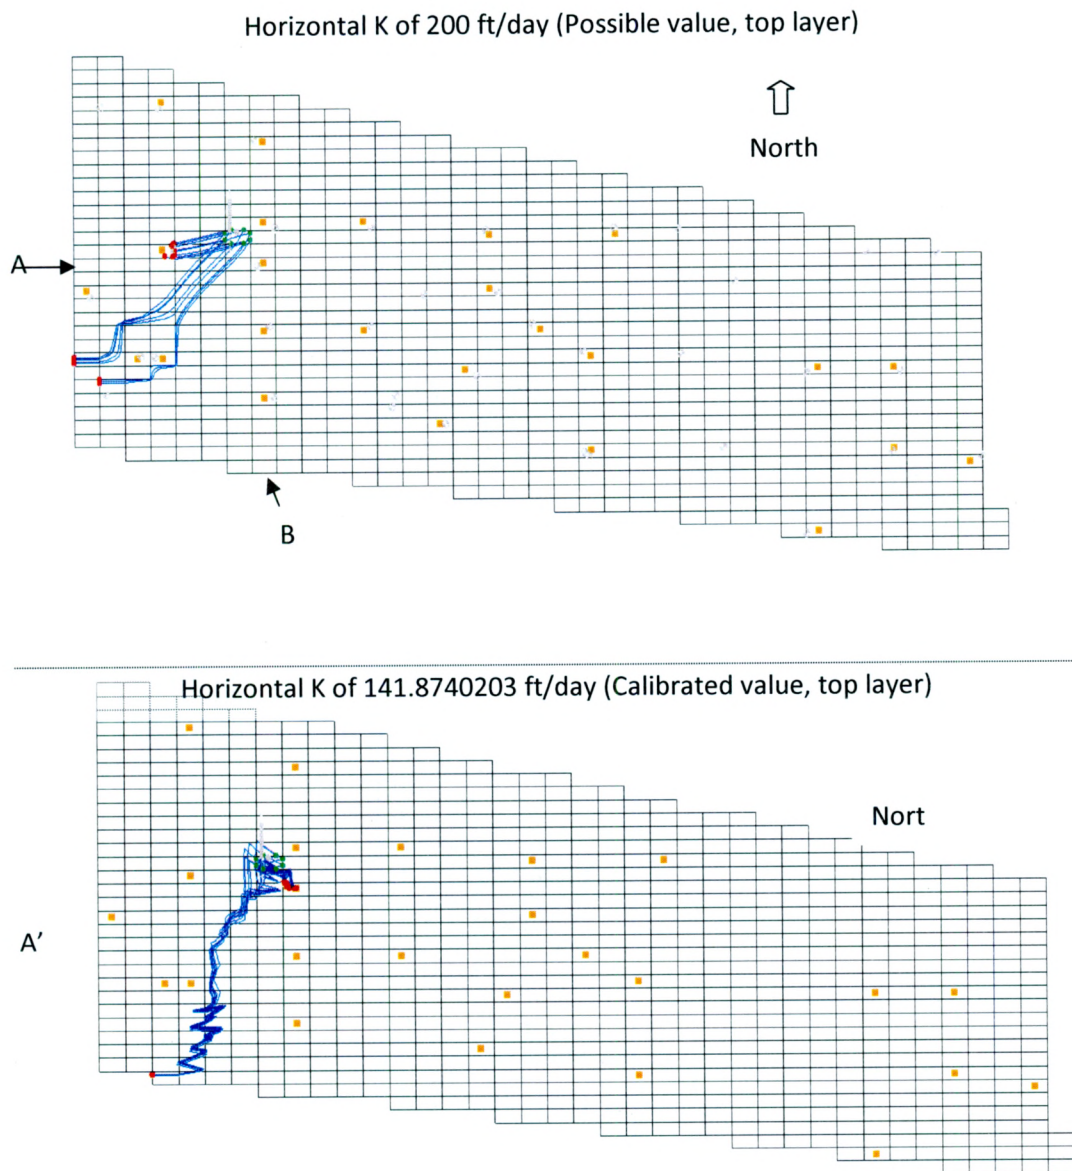 Horizontal K of 200 ft/day (Possible value, top layer)
North
A
B
Horizontal K of 141.8740203 ft/day (Calibrated value, top layer)
Nort
A’